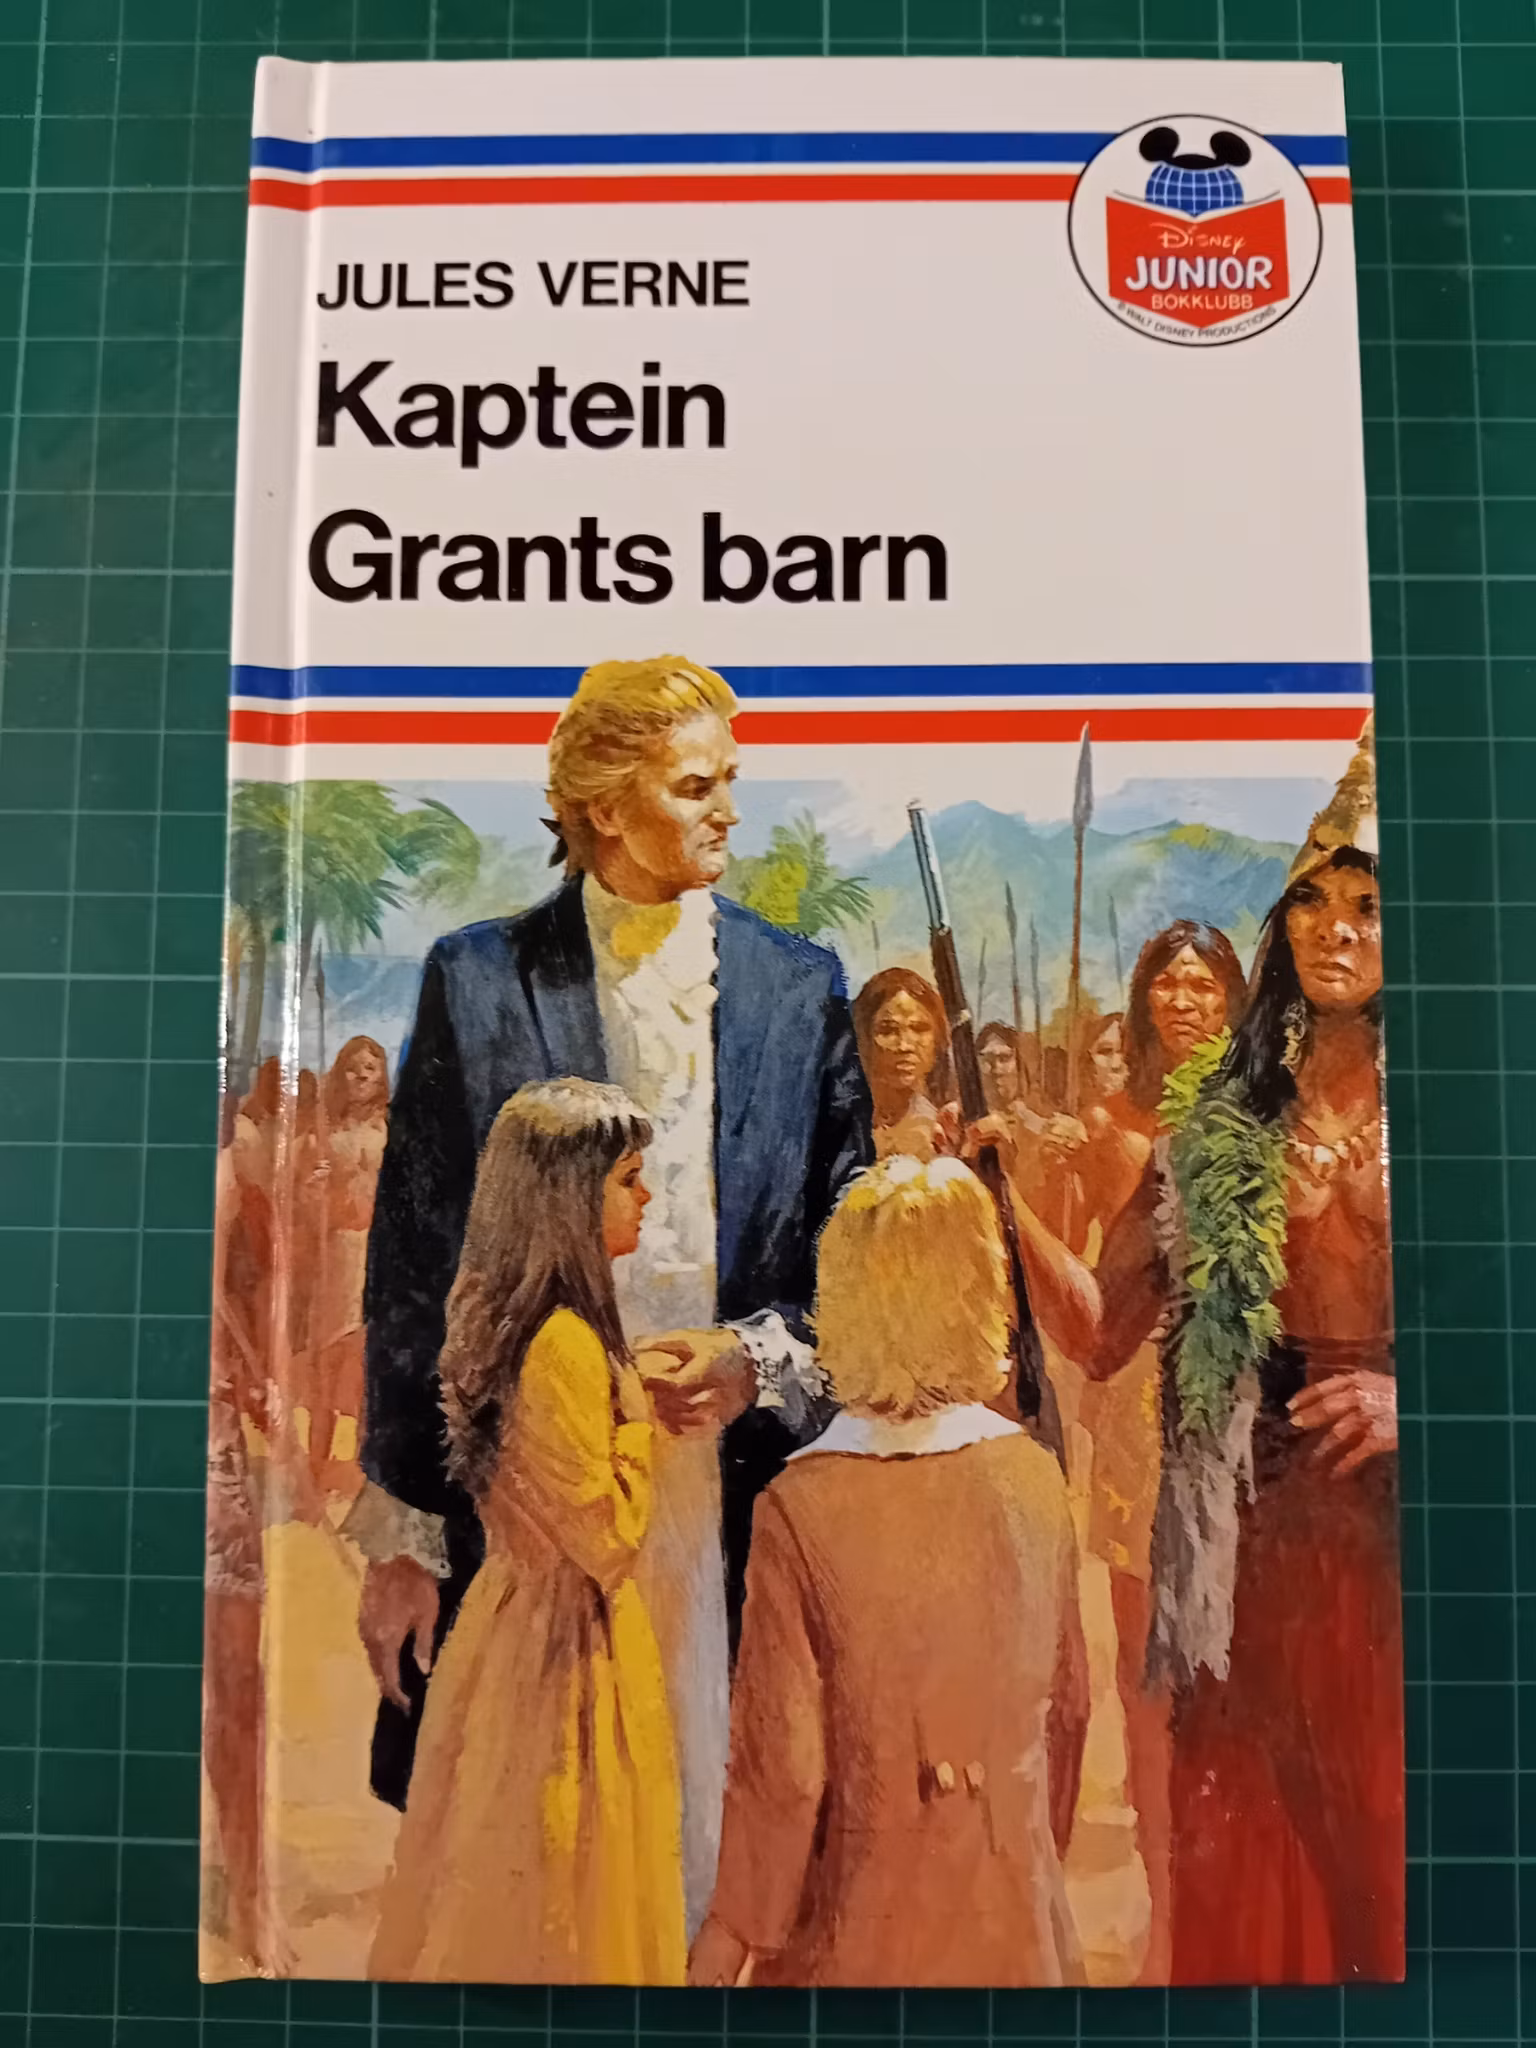 JULES VERNE
Kaptein
Grants barn
DISNEY
JUNIOR
BOKKLUBB
© WALT DISNEY PRODUCTIONS